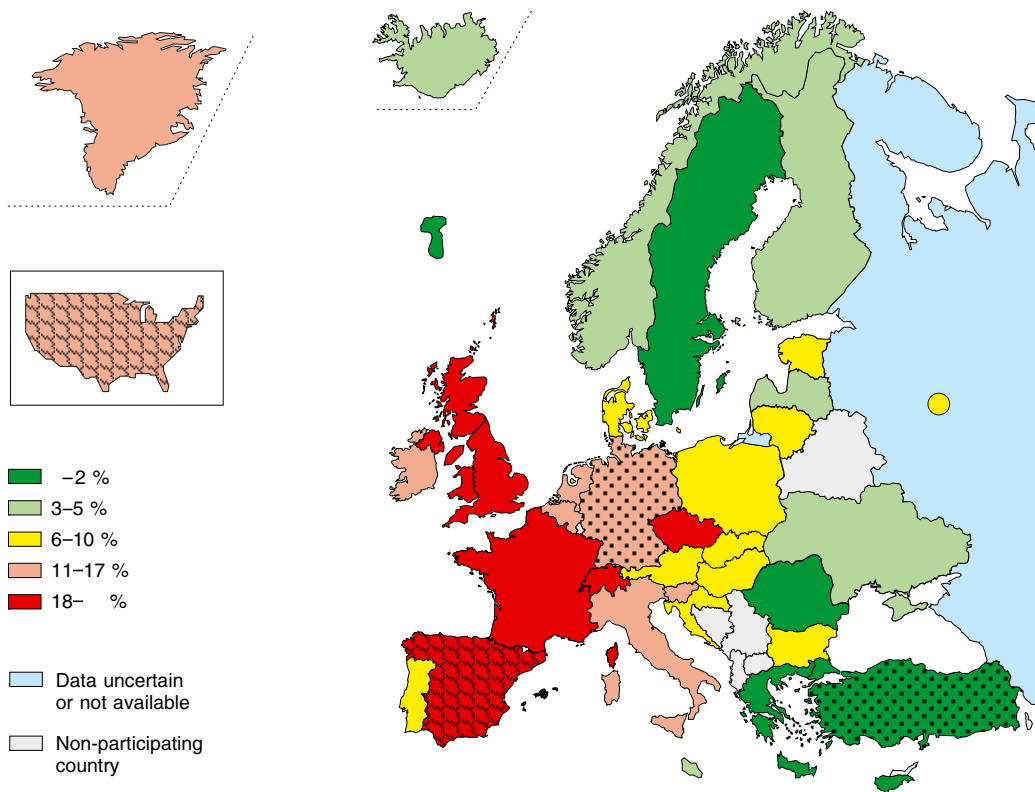 −2 %
3–5 %
6–10 %
11–17 %
18– %
Data uncertain
or not available
Non-participating
country